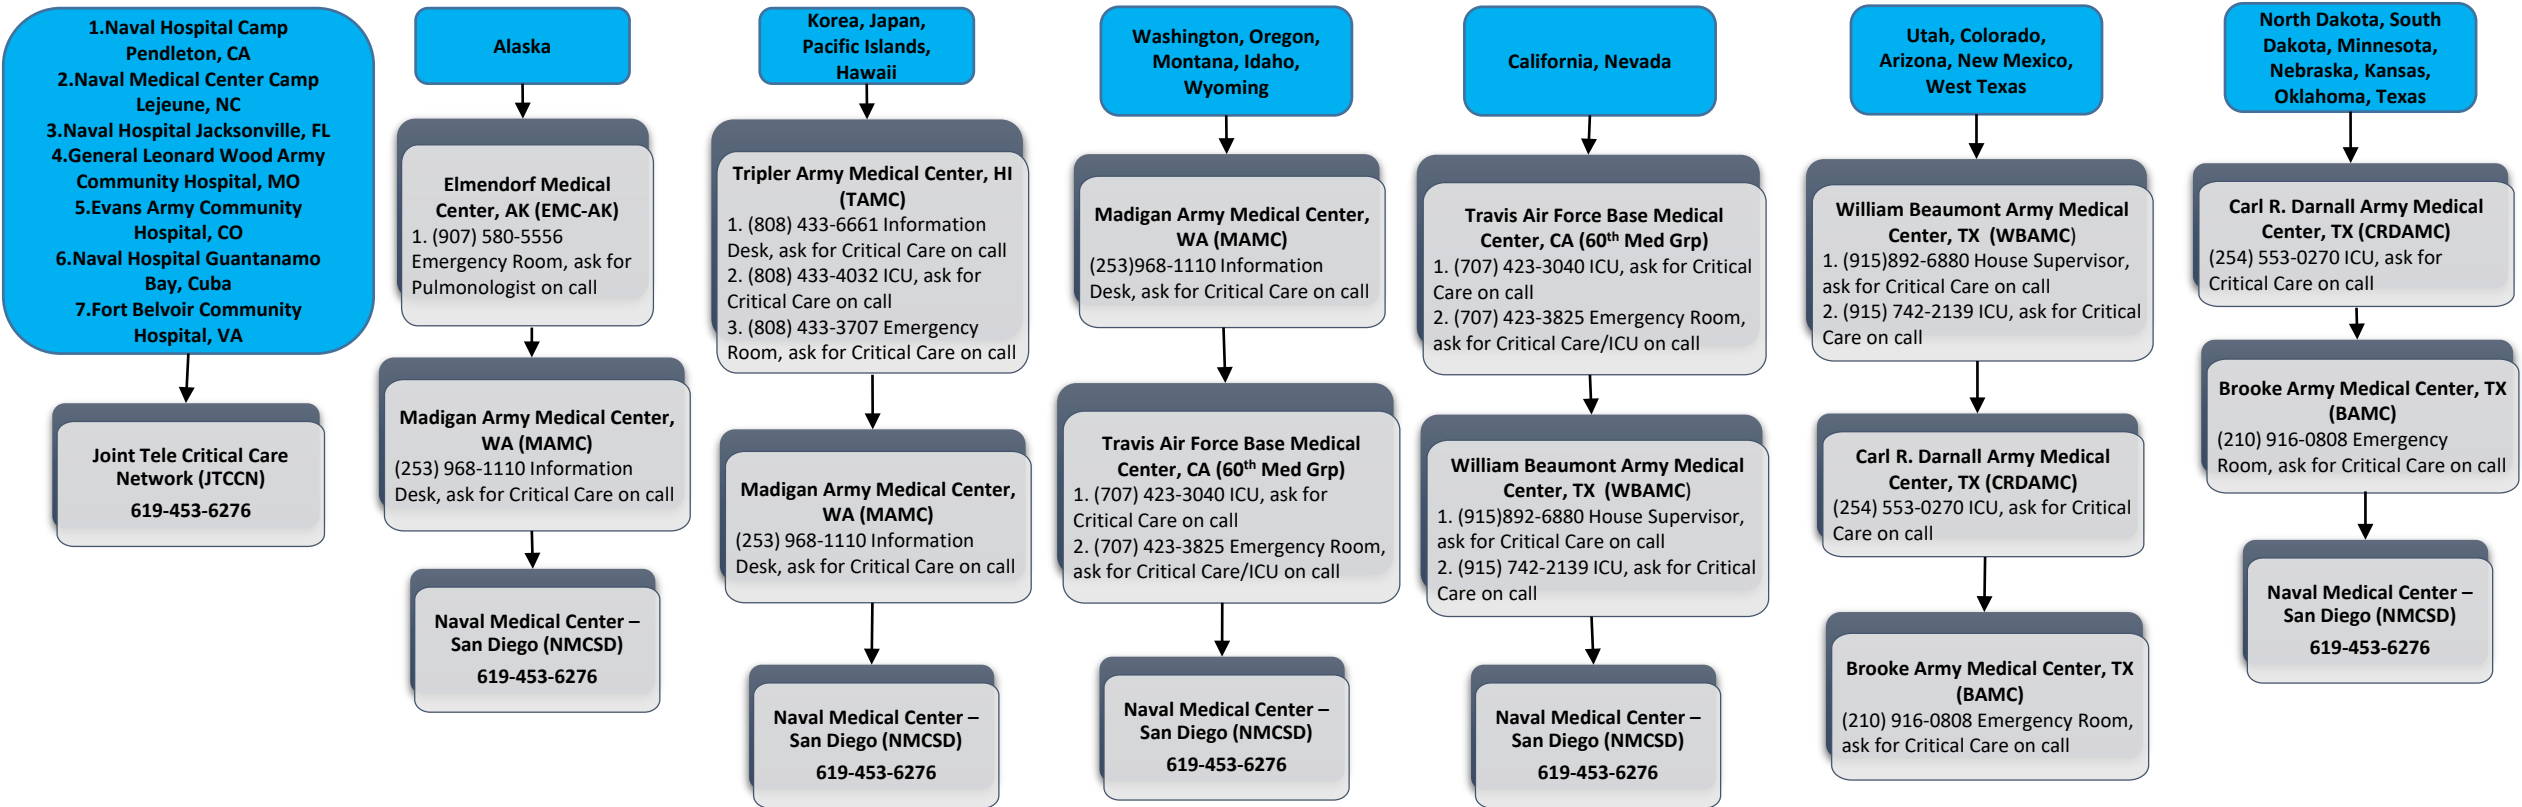 1.Naval Hospital Camp
Pendleton, CA
2.Naval Medical Center Camp
Lejeune, NC
3.Naval Hospital Jacksonville, FL
4.General Leonard Wood Army
Community Hospital, MO
5.Evans Army Community
Hospital, CO
6.Naval Hospital Guantanamo
Bay, Cuba
7.Fort Belvoir Community
Hospital, VA
Joint Tele Critical Care
Network (JTCCN)
619-453-6276
Alaska
Elmendorf Medical
Center, AK (EMC-AK)
1. (907) 580-5556
Emergency Room, ask for
Pulmonologist on call
Madigan Army Medical Center,
WA (MAMC)
(253) 968-1110 Information
Desk, ask for Critical Care on call
Naval Medical Center –
San Diego (NMCSD)
619-453-6276
Korea, Japan,
Pacific Islands,
Hawaii
Tripler Army Medical Center, HI
(TAMC)
1. (808) 433-6661 Information
Desk, ask for Critical Care on call
2. (808) 433-4032 ICU, ask for
Critical Care on call
3. (808) 433-3707 Emergency
Room, ask for Critical Care on call
Madigan Army Medical Center,
WA (MAMC)
(253) 968-1110 Information
Desk, ask for Critical Care on call
Naval Medical Center –
San Diego (NMCSD)
619-453-6276
Washington, Oregon,
Montana, Idaho,
Wyoming
Madigan Army Medical Center,
WA (MAMC)
(253)968-1110 Information
Desk, ask for Critical Care on call
Travis Air Force Base Medical
Center, CA (60th Med Grp)
1. (707) 423-3040 ICU, ask for
Critical Care on call
2. (707) 423-3825 Emergency Room,
ask for Critical Care/ICU on call
Naval Medical Center –
San Diego (NMCSD)
619-453-6276
California, Nevada
Travis Air Force Base Medical
Center, CA (60th Med Grp)
1. (707) 423-3040 ICU, ask for Critical
Care on call
2. (707) 423-3825 Emergency Room,
ask for Critical Care/ICU on call
William Beaumont Army Medical
Center, TX (WBAMC)
1. (915)892-6880 House Supervisor,
ask for Critical Care on call
2. (915) 742-2139 ICU, ask for Critical
Care on call
Naval Medical Center –
San Diego (NMCSD)
619-453-6276
Utah, Colorado,
Arizona, New Mexico,
West Texas
William Beaumont Army Medical
Center, TX (WBAMC)
1. (915)892-6880 House Supervisor,
ask for Critical Care on call
2. (915) 742-2139 ICU, ask for Critical
Care on call
Carl R. Darnall Army Medical
Center, TX (CRDAMC)
(254) 553-0270 ICU, ask for Critical
Care on call
Brooke Army Medical Center, TX
(BAMC)
(210) 916-0808 Emergency Room,
ask for Critical Care on call
North Dakota, South
Dakota, Minnesota,
Nebraska, Kansas,
Oklahoma, Texas
Carl R. Darnall Army Medical
Center, TX (CRDAMC)
(254) 553-0270 ICU, ask for
Critical Care on call
Brooke Army Medical Center, TX
(BAMC)
(210) 916-0808 Emergency
Room, ask for Critical Care on call
Naval Medical Center –
San Diego (NMCSD)
619-453-6276